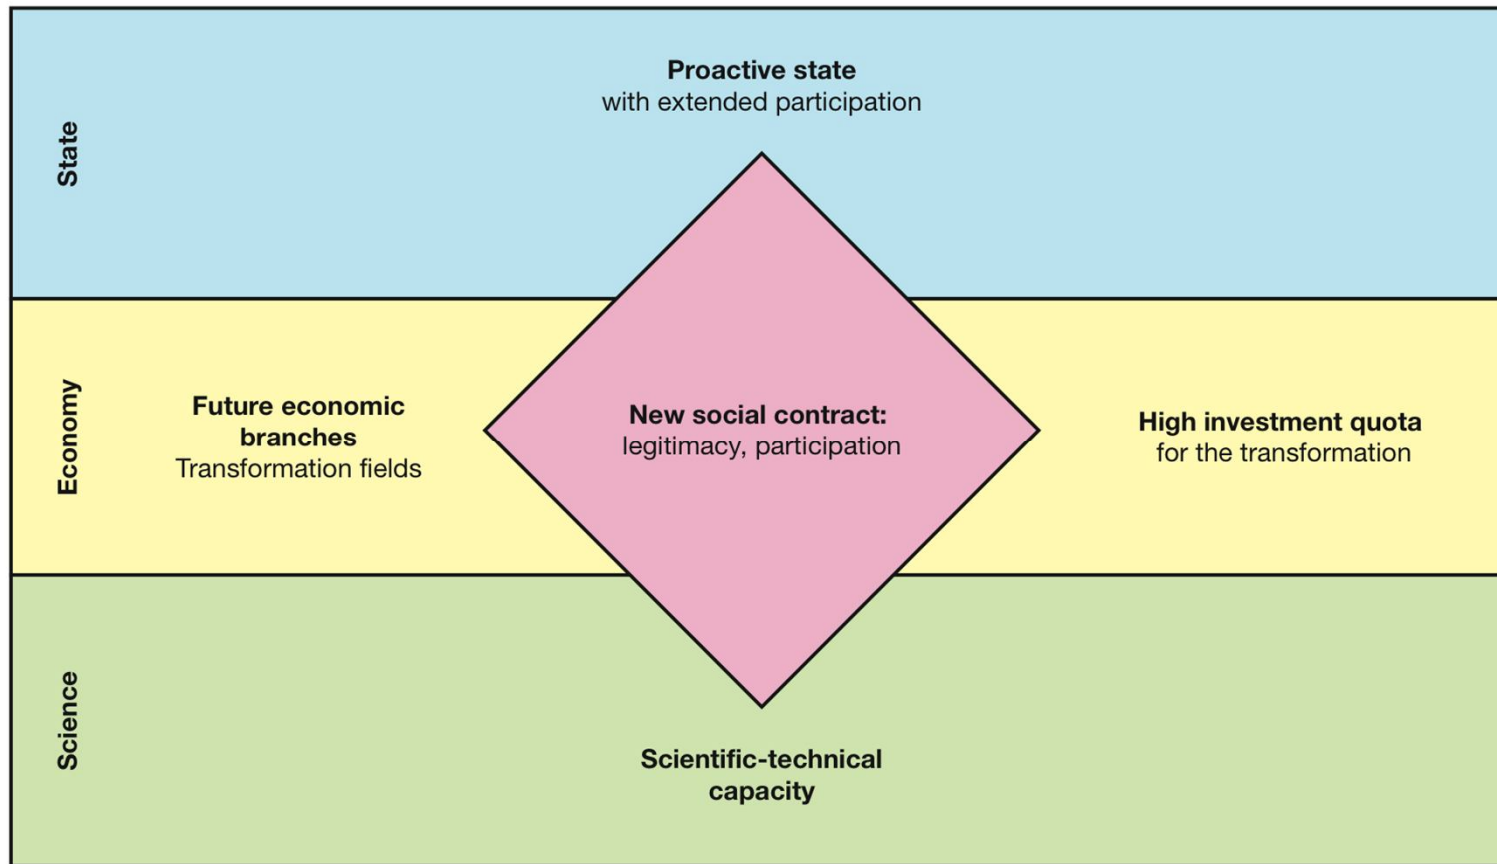 State
Proactive state
with extended participation
Economy
Future economic
branches
Transformation fields
New social contract:
legitimacy, participation
High investment quota
for the transformation
Science
Scientific-technical
capacity